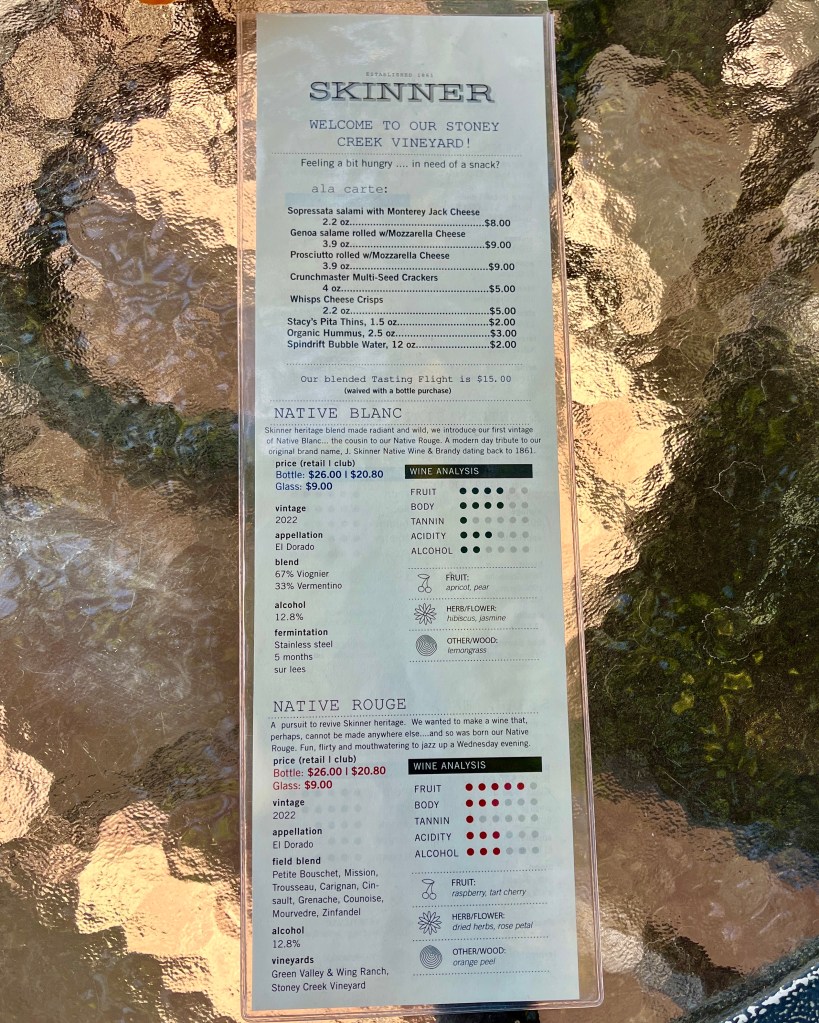 ESTABLISHED 1861
SKINNER
WELCOME TO OUR STONEY
CREEK VINEYARD!
Feeling a bit hungry .... in need of a snack?
ala carte:
Sopressata salami with Monterey Jack Cheese
2.2 oz.................................................$8.00
Genoa salame rolled w/Mozzarella Cheese
3.9 oz.................................................$9.00
Prosciutto rolled w/Mozzarella Cheese
3.9 oz.................................................$9.00
Crunchmaster Multi-Seed Crackers
4 oz.....................................................$5.00
Whisps Cheese Crisps
2.2 oz..................................................$5.00
Stacy's Pita Thins, 1.5 oz.................................$2.00
Organic Hummus, 2.5 oz..................................$3.00
Spindrift Bubble Water, 12 oz..........................$2.00
Our blended Tasting Flight is $15.00
(waived with a bottle purchase)
NATIVE BLANC
Skinner heritage blend made radiant and wild, we introduce our first vintage
of Native Blanc... the cousin to our Native Rouge. A modern day tribute to our
original brand name, J. Skinner Native Wine & Brandy dating back to 1861.
price (retail l club)
Bottle: $26.00 l $20.80
Glass: $9.00
vintage
2022
appellation
El Dorado
blend
67% Viognier
33% Vermentino
alcohol
12.8%
fermintation
Stainless steel
5 months
sur lees
WINE ANALYSIS
FRUIT
BODY
TANNIN
ACIDITY
ALCOHOL
FRUIT:
apricot, pear
HERB/FLOWER:
hibiscus, jasmine
OTHER/WOOD:
lemongrass
NATIVE ROUGE
A pursuit to revive Skinner heritage. We wanted to make a wine that,
perhaps, cannot be made anywhere else....and so was born our Native
Rouge. Fun, flirty and mouthwatering to jazz up a Wednesday evening.
price (retail l club)
Bottle: $26.00 l $20.80
Glass: $9.00
vintage
2022
appellation
El Dorado
field blend
Petite Bouschet, Mission,
Trousseau, Carignan, Cin-
sault, Grenache, Counoise,
Mourvedre, Zinfandel
alcohol
12.8%
vineyards
Green Valley & Wing Ranch,
Stoney Creek Vineyard
WINE ANALYSIS
FRUIT
BODY
TANNIN
ACIDITY
ALCOHOL
FRUIT:
raspberry, tart cherry
HERB/FLOWER:
dried herbs, rose petal
OTHER/WOOD:
orange peel